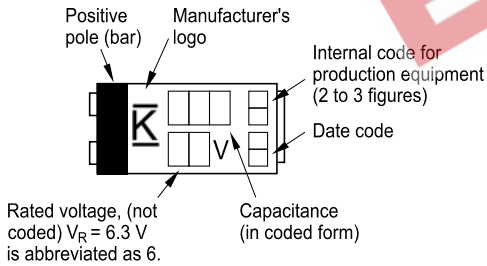 Positive
pole (bar)
Manufacturer's
logo
Internal code for
production equipment
(2 to 3 figures)
Date code
K
V
Rated voltage, (not
coded) VR = 6.3 V
is abbreviated as 6.
Capacitance
(in coded form)